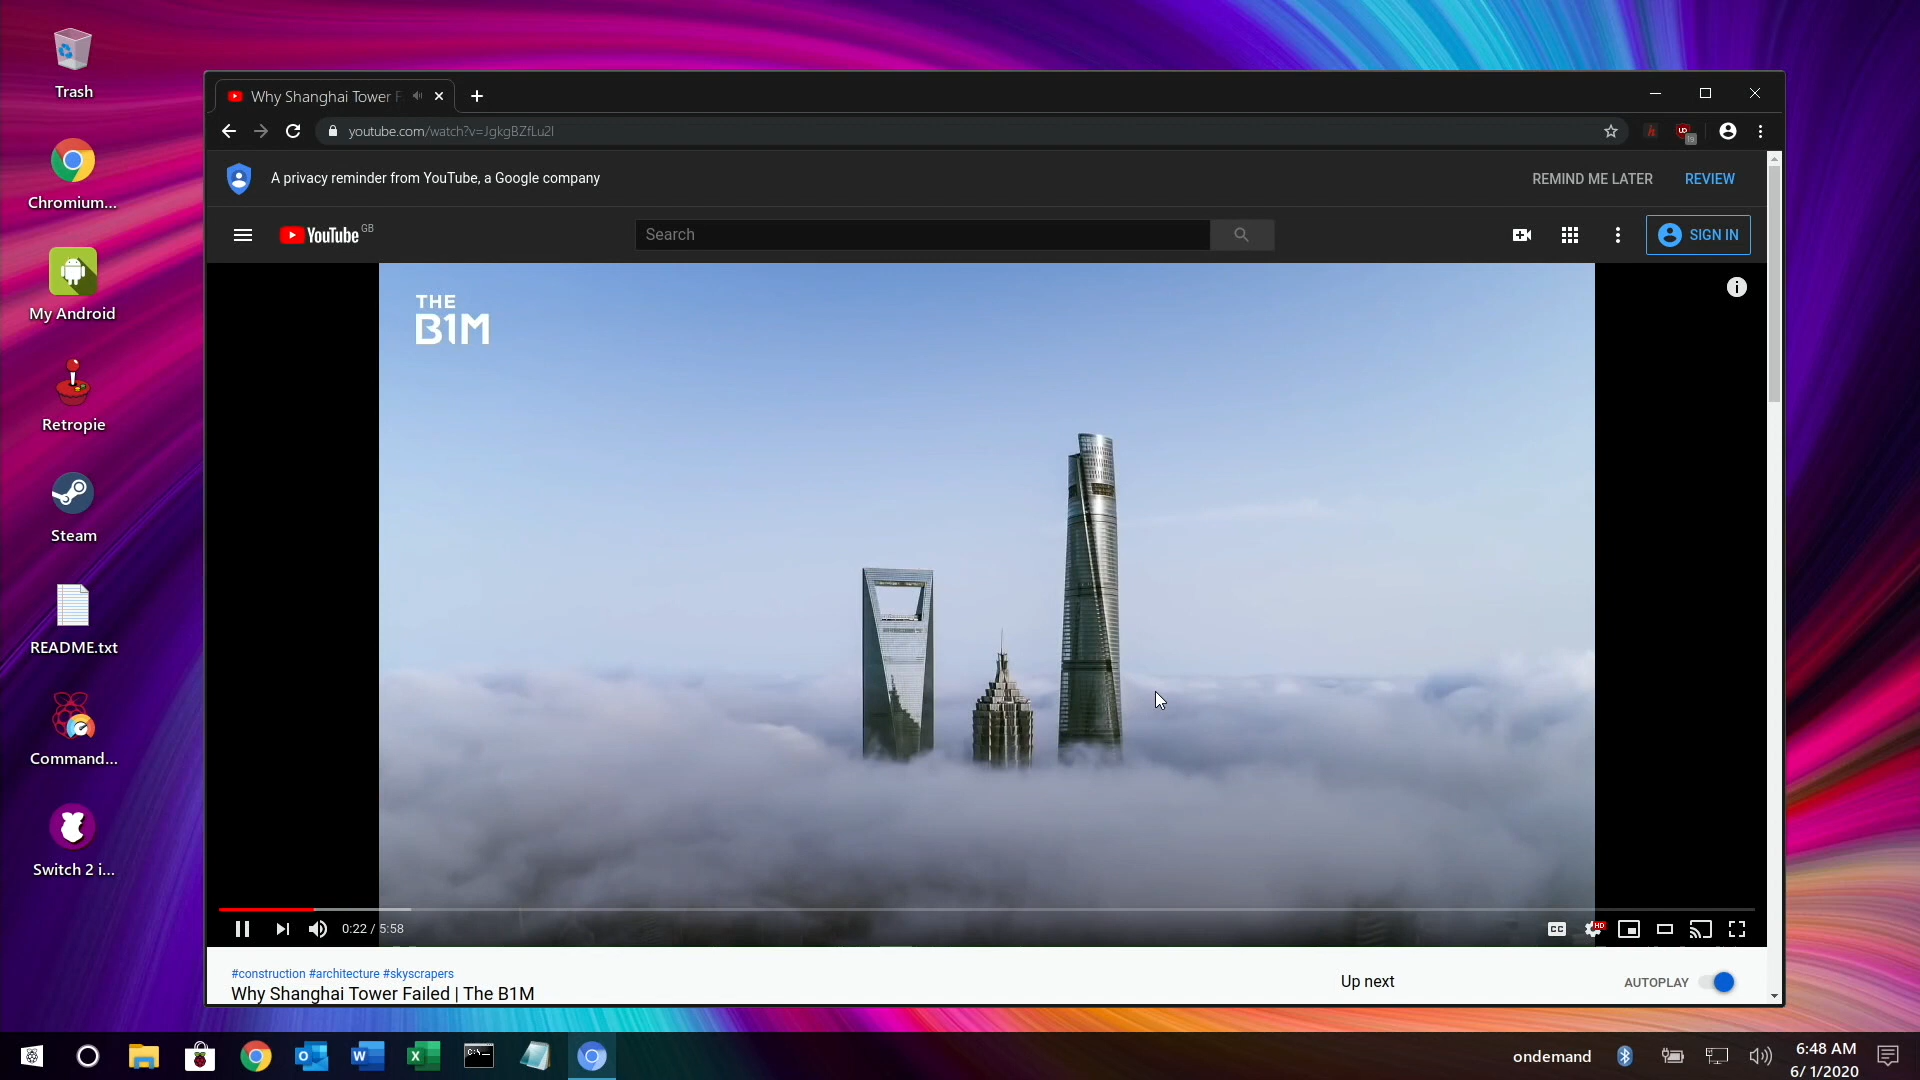 Trash
Chromium...
My Android
Retropie
Steam
README.txt
Command...
Switch 2 i...
Why Shanghai Tower F
youtube.com/watch?v=JgkgBZfLu2I
A privacy reminder from YouTube, a Google company
REMIND ME LATER
REVIEW
YouTube GB
Search
SIGN IN
THE
B1M
0:22 / 5:58
CC
HD
#construction #architecture #skyscrapers
Why Shanghai Tower Failed | The B1M
Up next
AUTOPLAY
ondemand
6:48 AM
6/ 1/2020